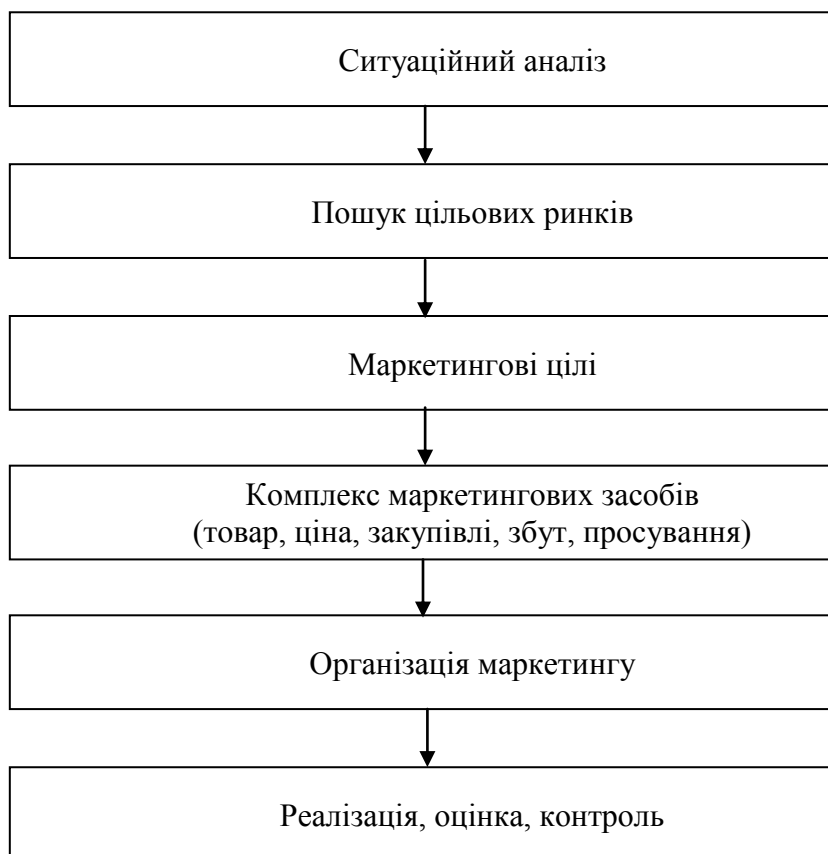 Ситуаційний аналіз
Пошук цільових ринків
Маркетингові цілі
Комплекс маркетингових засобів
(товар, ціна, закупівлі, збут, просування)
Організація маркетингу
Реалізація, оцінка, контроль